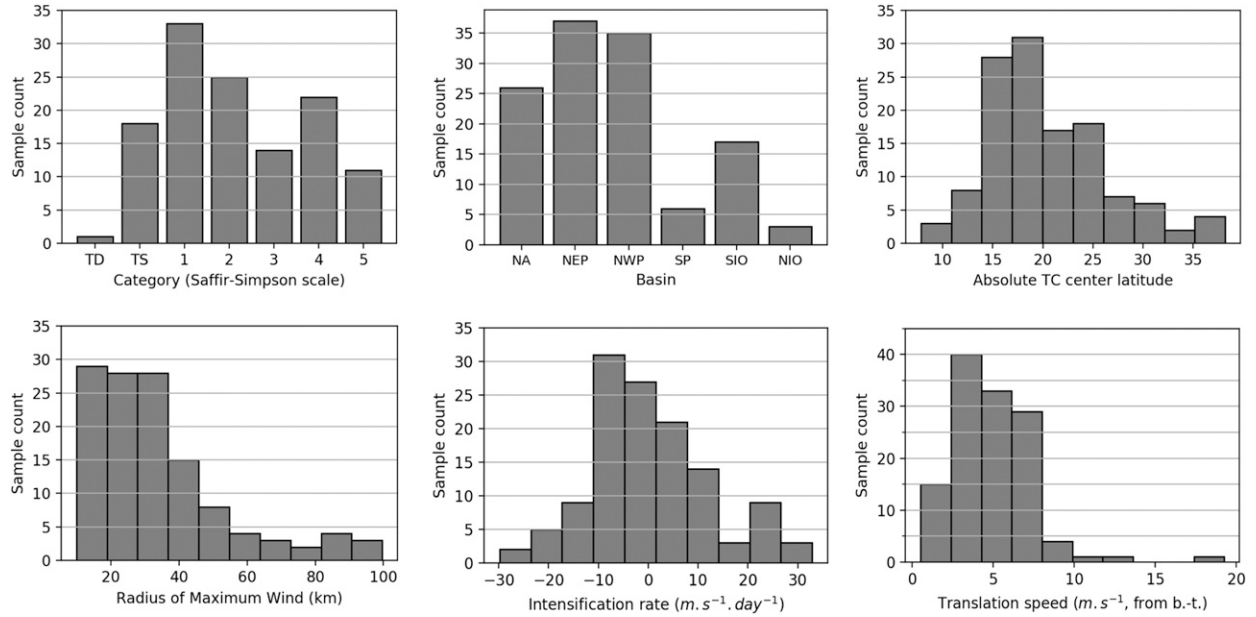 35
30
25
20
15
10
5
0
Sample count
TD TS 1 2 3 4 5
Category (Saffir-Simpson scale)
35
30
25
20
15
10
5
0
Sample count
NA NEP NWP SP SIO NIO
Basin
35
30
25
20
15
10
5
0
Sample count
10 15 20 25 30 35
Absolute TC center latitude
35
30
25
20
15
10
5
0
Sample count
20 40 60 80 100
Radius of Maximum Wind (km)
35
30
25
20
15
10
5
0
Sample count
−30 −20 −10 0 10 20 30
Intensification rate (m.s⁻¹.day⁻¹)
40
30
20
10
0
Sample count
0 5 10 15 20
Translation speed (m.s⁻¹, from b.-t.)